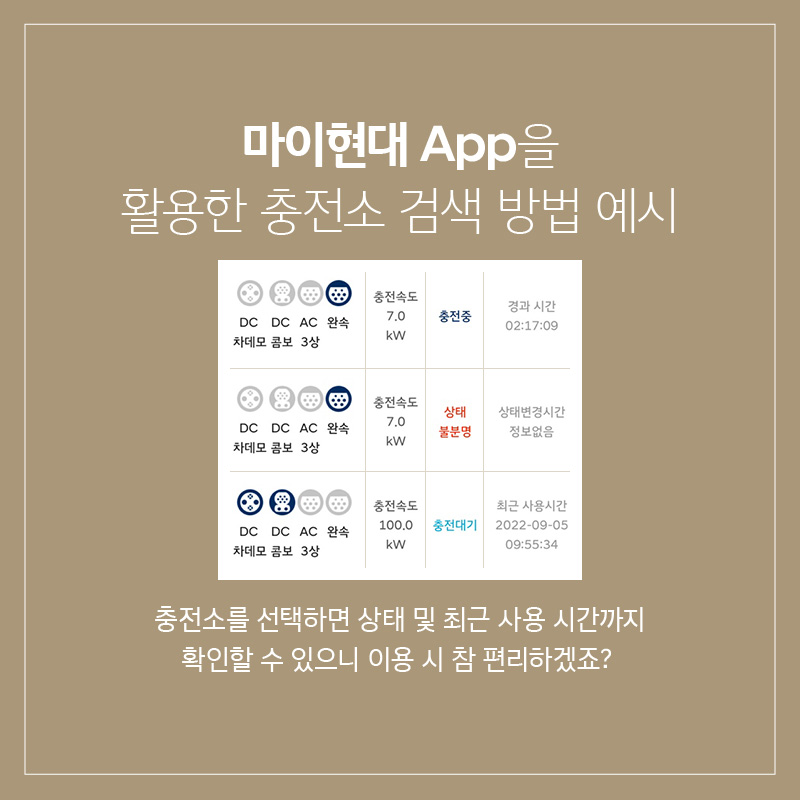 마이현대 App을
활용한 충전소 검색 방법 예시
DC DC AC 완속
차데모 콤보 3상
충전속도
7.0
kW
충전중
경과 시간
02:17:09
DC DC AC 완속
차데모 콤보 3상
충전속도
7.0
kW
상태
불분명
상태변경시간
정보없음
DC DC AC 완속
차데모 콤보 3상
충전속도
100.0
kW
충전대기
최근 사용시간
2022-09-05
09:55:34
충전소를 선택하면 상태 및 최근 사용 시간까지
확인할 수 있으니 이용 시 참 편리하겠죠?